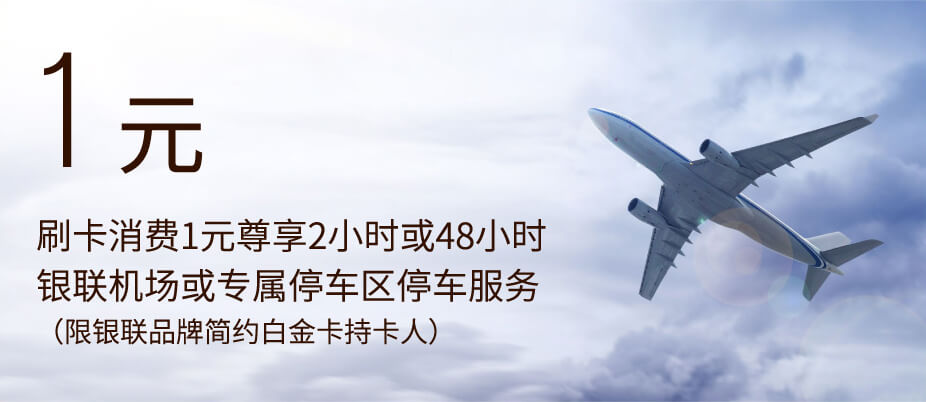 1元
刷卡消费1元尊享2小时或48小时
银联机场或专属停车区停车服务
（限银联品牌简约白金卡持卡人）